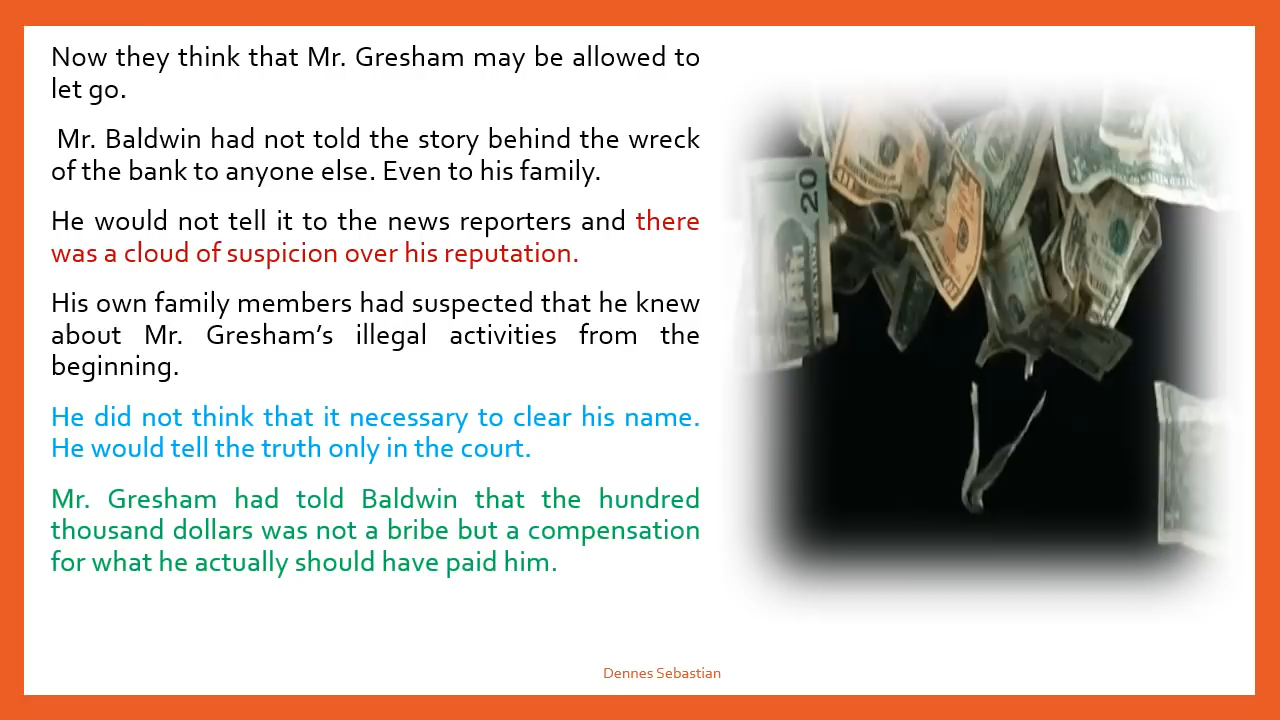 Now they think that Mr. Gresham may be allowed to
let go.
Mr. Baldwin had not told the story behind the wreck
of the bank to anyone else. Even to his family.
He would not tell it to the news reporters and there
was a cloud of suspicion over his reputation.
His own family members had suspected that he knew
about Mr. Gresham’s illegal activities from the
beginning.
He did not think that it necessary to clear his name.
He would tell the truth only in the court.
Mr. Gresham had told Baldwin that the hundred
thousand dollars was not a bribe but a compensation
for what he actually should have paid him.
20
Dennes Sebastian